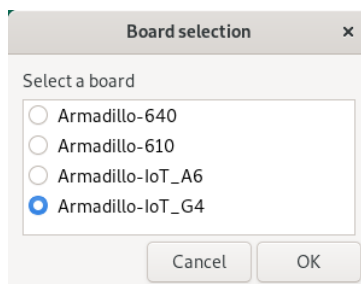 Board selection ×
Select a board
Armadillo-640
Armadillo-610
Armadillo-IoT_A6
Armadillo-IoT_G4
Cancel OK